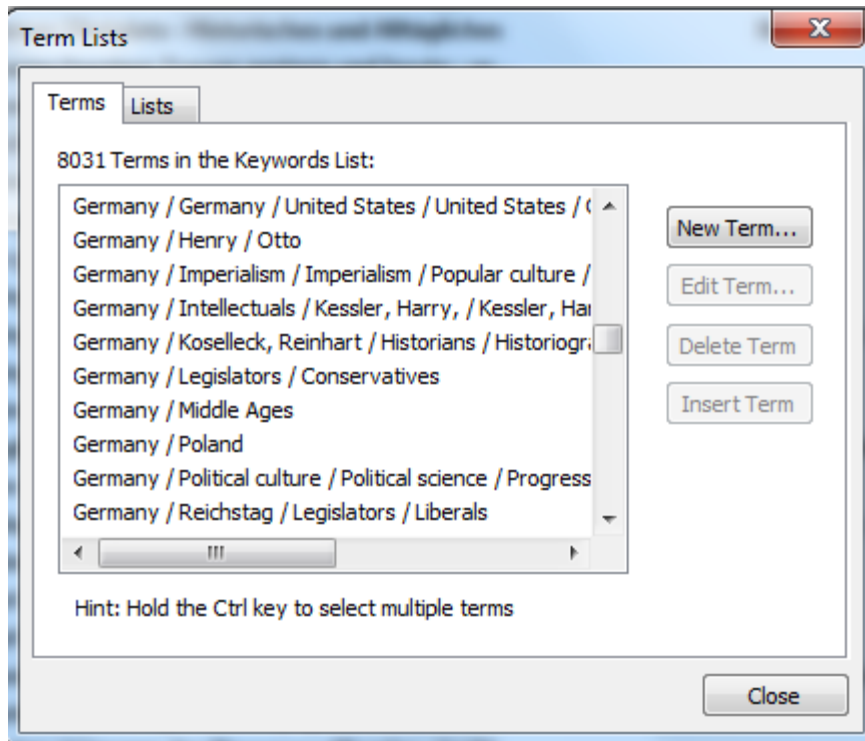 Term Lists
Terms
Lists
8031 Terms in the Keywords List:
Germany / Germany / United States / United States / (
Germany / Henry / Otto
Germany / Imperialism / Imperialism / Popular culture /
Germany / Intellectuals / Kessler, Harry, / Kessler, Har
Germany / Koselleck, Reinhart / Historians / Historiogra
Germany / Legislators / Conservatives
Germany / Middle Ages
Germany / Poland
Germany / Political culture / Political science / Progress
Germany / Reichstag / Legislators / Liberals
New Term...
Edit Term...
Delete Term
Insert Term
Hint: Hold the Ctrl key to select multiple terms
Close